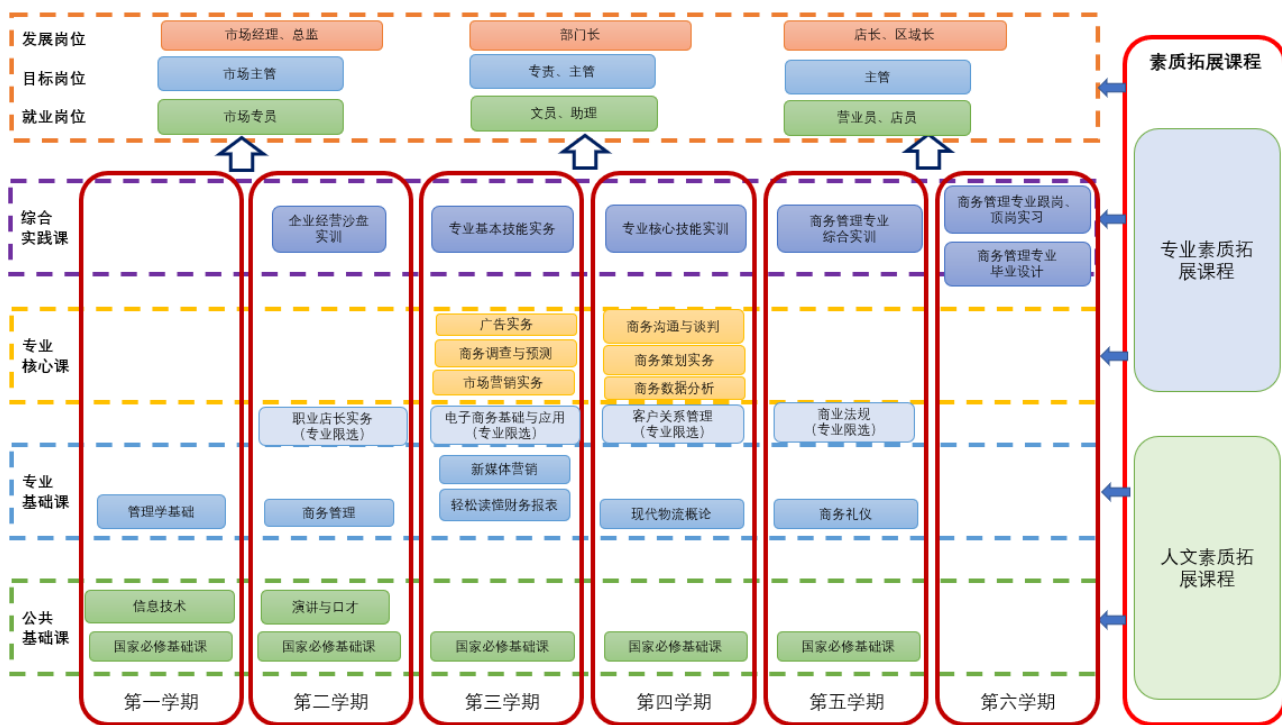 发展岗位
市场经理、总监
部门长
店长、区域长
目标岗位
市场主管
专责、主管
主管
就业岗位
市场专员
文员、助理
营业员、店员
素质拓展课程
专业素质拓
展课程
人文素质拓
展课程
综合
实践课
企业经营沙盘
实训
专业基本技能实务
专业核心技能实训
商务管理专业
综合实训
商务管理专业跟岗、
顶岗实习
商务管理专业
毕业设计
专业
核心课
广告实务
商务调查与预测
市场营销实务
商务沟通与谈判
商务策划实务
商务数据分析
职业店长实务
（专业限选）
电子商务基础与应用
（专业限选）
客户关系管理
（专业限选）
商业法规
（专业限选）
专业
基础课
管理学基础
商务管理
新媒体营销
轻松读懂财务报表
现代物流概论
商务礼仪
公共
基础课
信息技术
演讲与口才
国家必修基础课
国家必修基础课
国家必修基础课
国家必修基础课
国家必修基础课
第一学期
第二学期
第三学期
第四学期
第五学期
第六学期